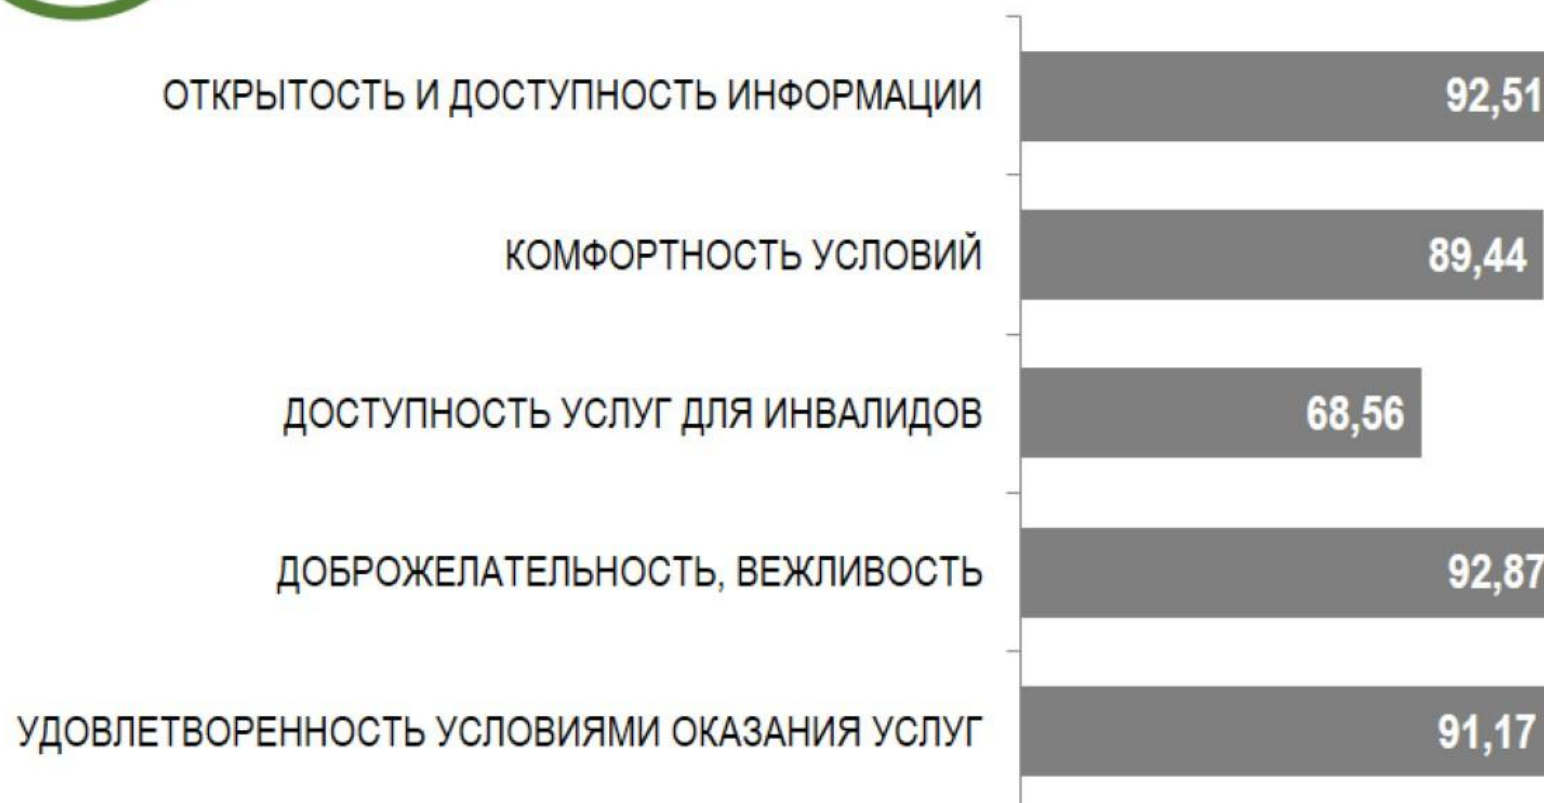 ОТКРЫТОСТЬ И ДОСТУПНОСТЬ ИНФОРМАЦИИ 92,51
КОМФОРТНОСТЬ УСЛОВИЙ 89,44
ДОСТУПНОСТЬ УСЛУГ ДЛЯ ИНВАЛИДОВ 68,56
ДОБРОЖЕЛАТЕЛЬНОСТЬ, ВЕЖЛИВОСТЬ 92,87
УДОВЛЕТВОРЕННОСТЬ УСЛОВИЯМИ ОКАЗАНИЯ УСЛУГ 91,17